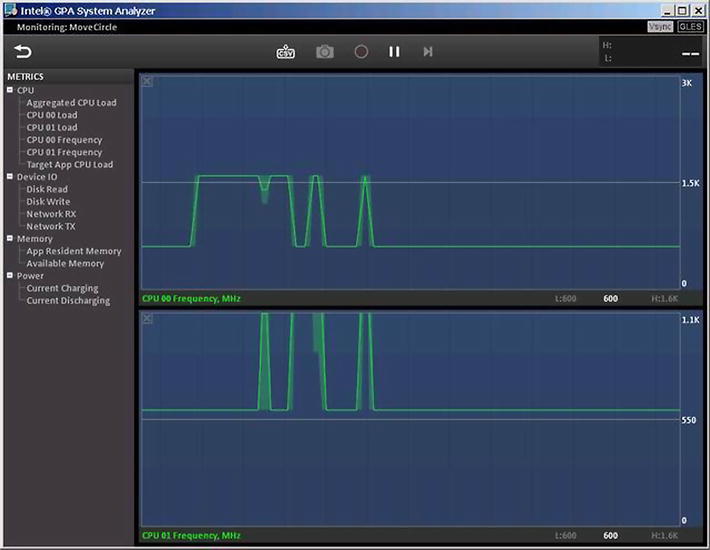 Intel® GPA System Analyzer
Monitoring: MoveCircle
Vsync GLES
CSV
H:
L:
--
METRICS
CPU
Aggregated CPU Load
CPU 00 Load
CPU 01 Load
CPU 00 Frequency
CPU 01 Frequency
Target App CPU Load
Device IO
Disk Read
Disk Write
Network RX
Network TX
Memory
App Resident Memory
Available Memory
Power
Current Charging
Current Discharging
3K
1.5K
0
CPU 00 Frequency, MHz L:600 600 H:1.6K
1.1K
550
0
CPU 01 Frequency, MHz L:600 600 H:1.6K